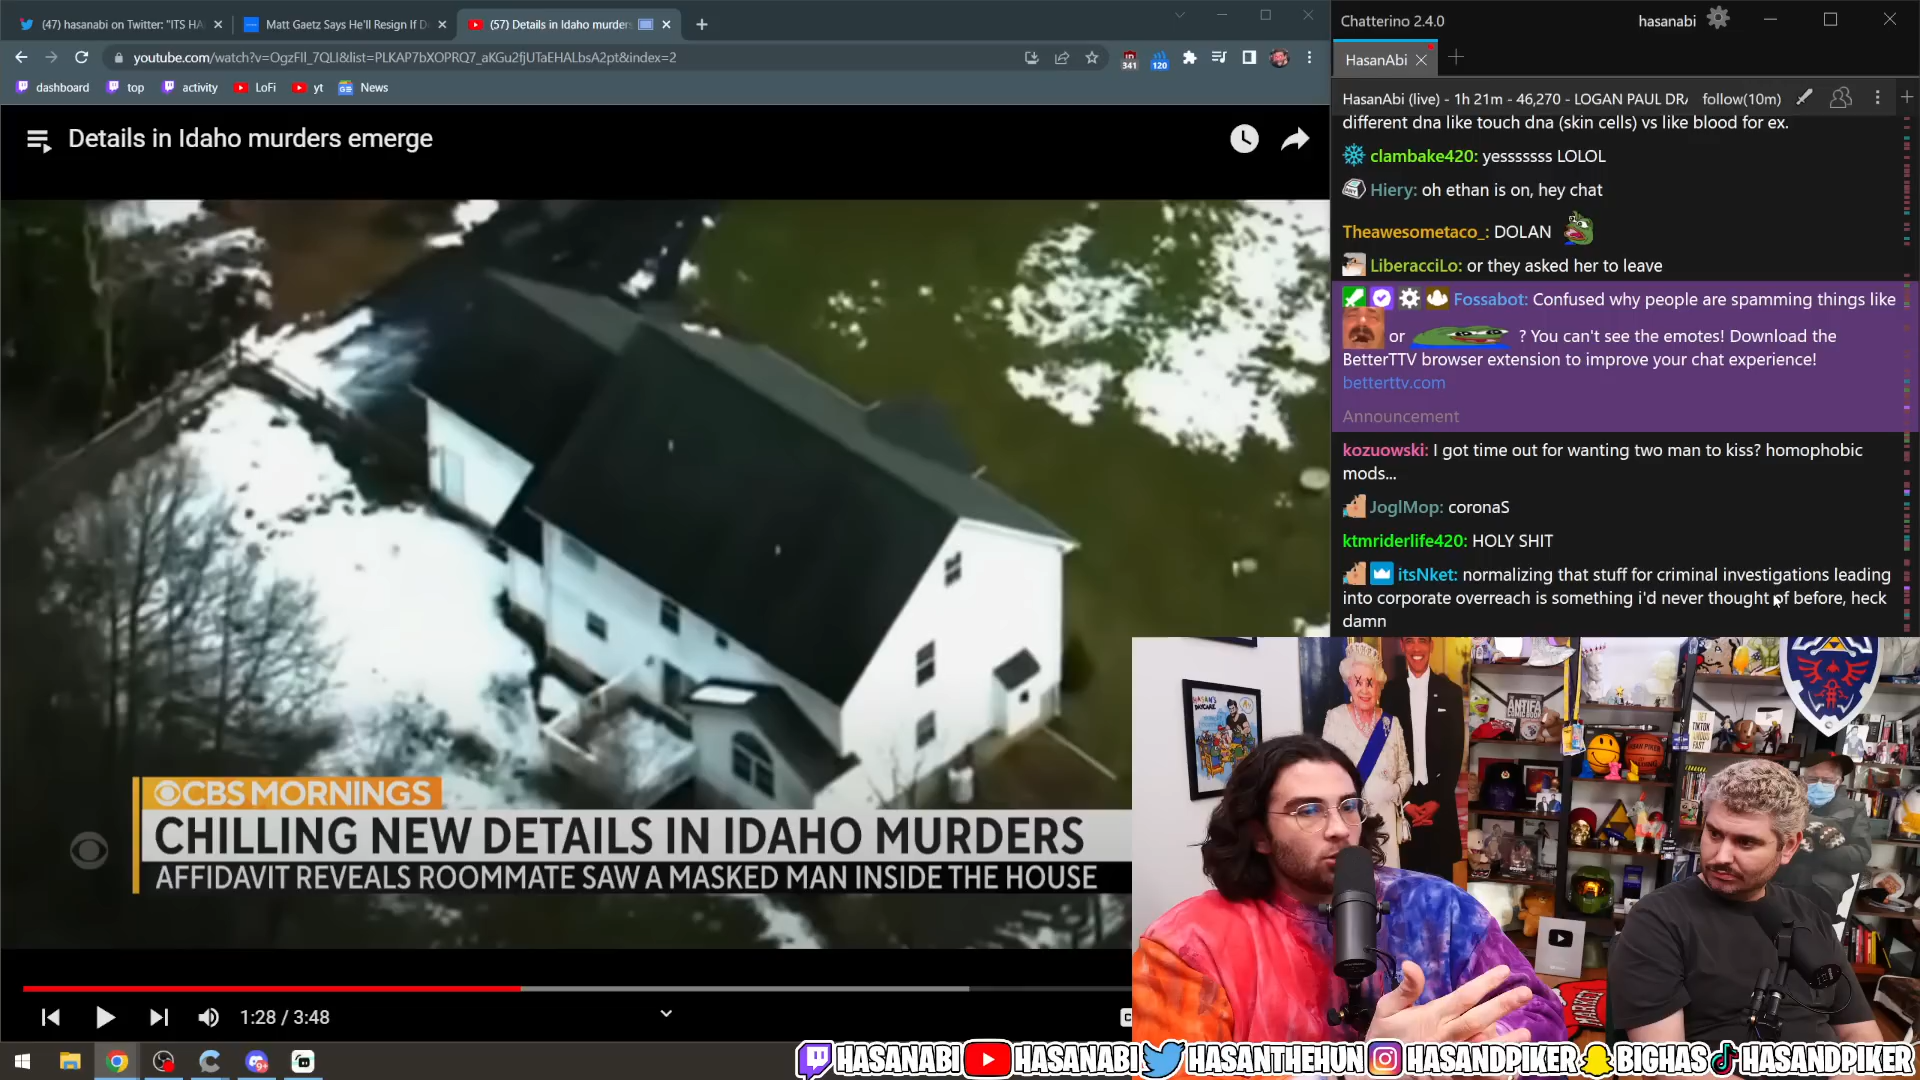 (47) hasanabi on Twitter: "ITS HA
Matt Gaetz Says He'll Resign If D
(57) Details in Idaho murders
youtube.com/watch?v=OgzFlI_7QLI&list=PLKAP7bXOPRQ7_aKGu2fjUTaEHALbsA2pt&index=2
341
120
dashboard
top
activity
LoFi
yt
News
Details in Idaho murders emerge
CBS MORNINGS
CHILLING NEW DETAILS IN IDAHO MURDERS
AFFIDAVIT REVEALS ROOMMATE SAW A MASKED MAN INSIDE THE HOUSE
1:28 / 3:48
Chatterino 2.4.0
hasanabi
HasanAbi
HasanAbi (live) - 1h 21m - 46,270 - LOGAN PAUL DR
follow(10m)
different dna like touch dna (skin cells) vs like blood for ex.
clambake420: yesssssss LOLOL
Hiery: oh ethan is on, hey chat
Theawesometaco_: DOLAN
LiberacciLo: or they asked her to leave
Fossabot: Confused why people are spamming things like
or ? You can't see the emotes! Download the
BetterTTV browser extension to improve your chat experience!
betterttv.com
Announcement
kozuowski: I got time out for wanting two man to kiss? homophobic
mods...
JoglMop: coronaS
ktmriderlife420: HOLY SHIT
itsNket: normalizing that stuff for criminal investigations leading
into corporate overreach is something i'd never thought of before, heck
damn
ANTIFA
HASANABI
HASANABI
HASANTHEHUN
HASANDPIKER
BIGHAS
HASANDPIKER